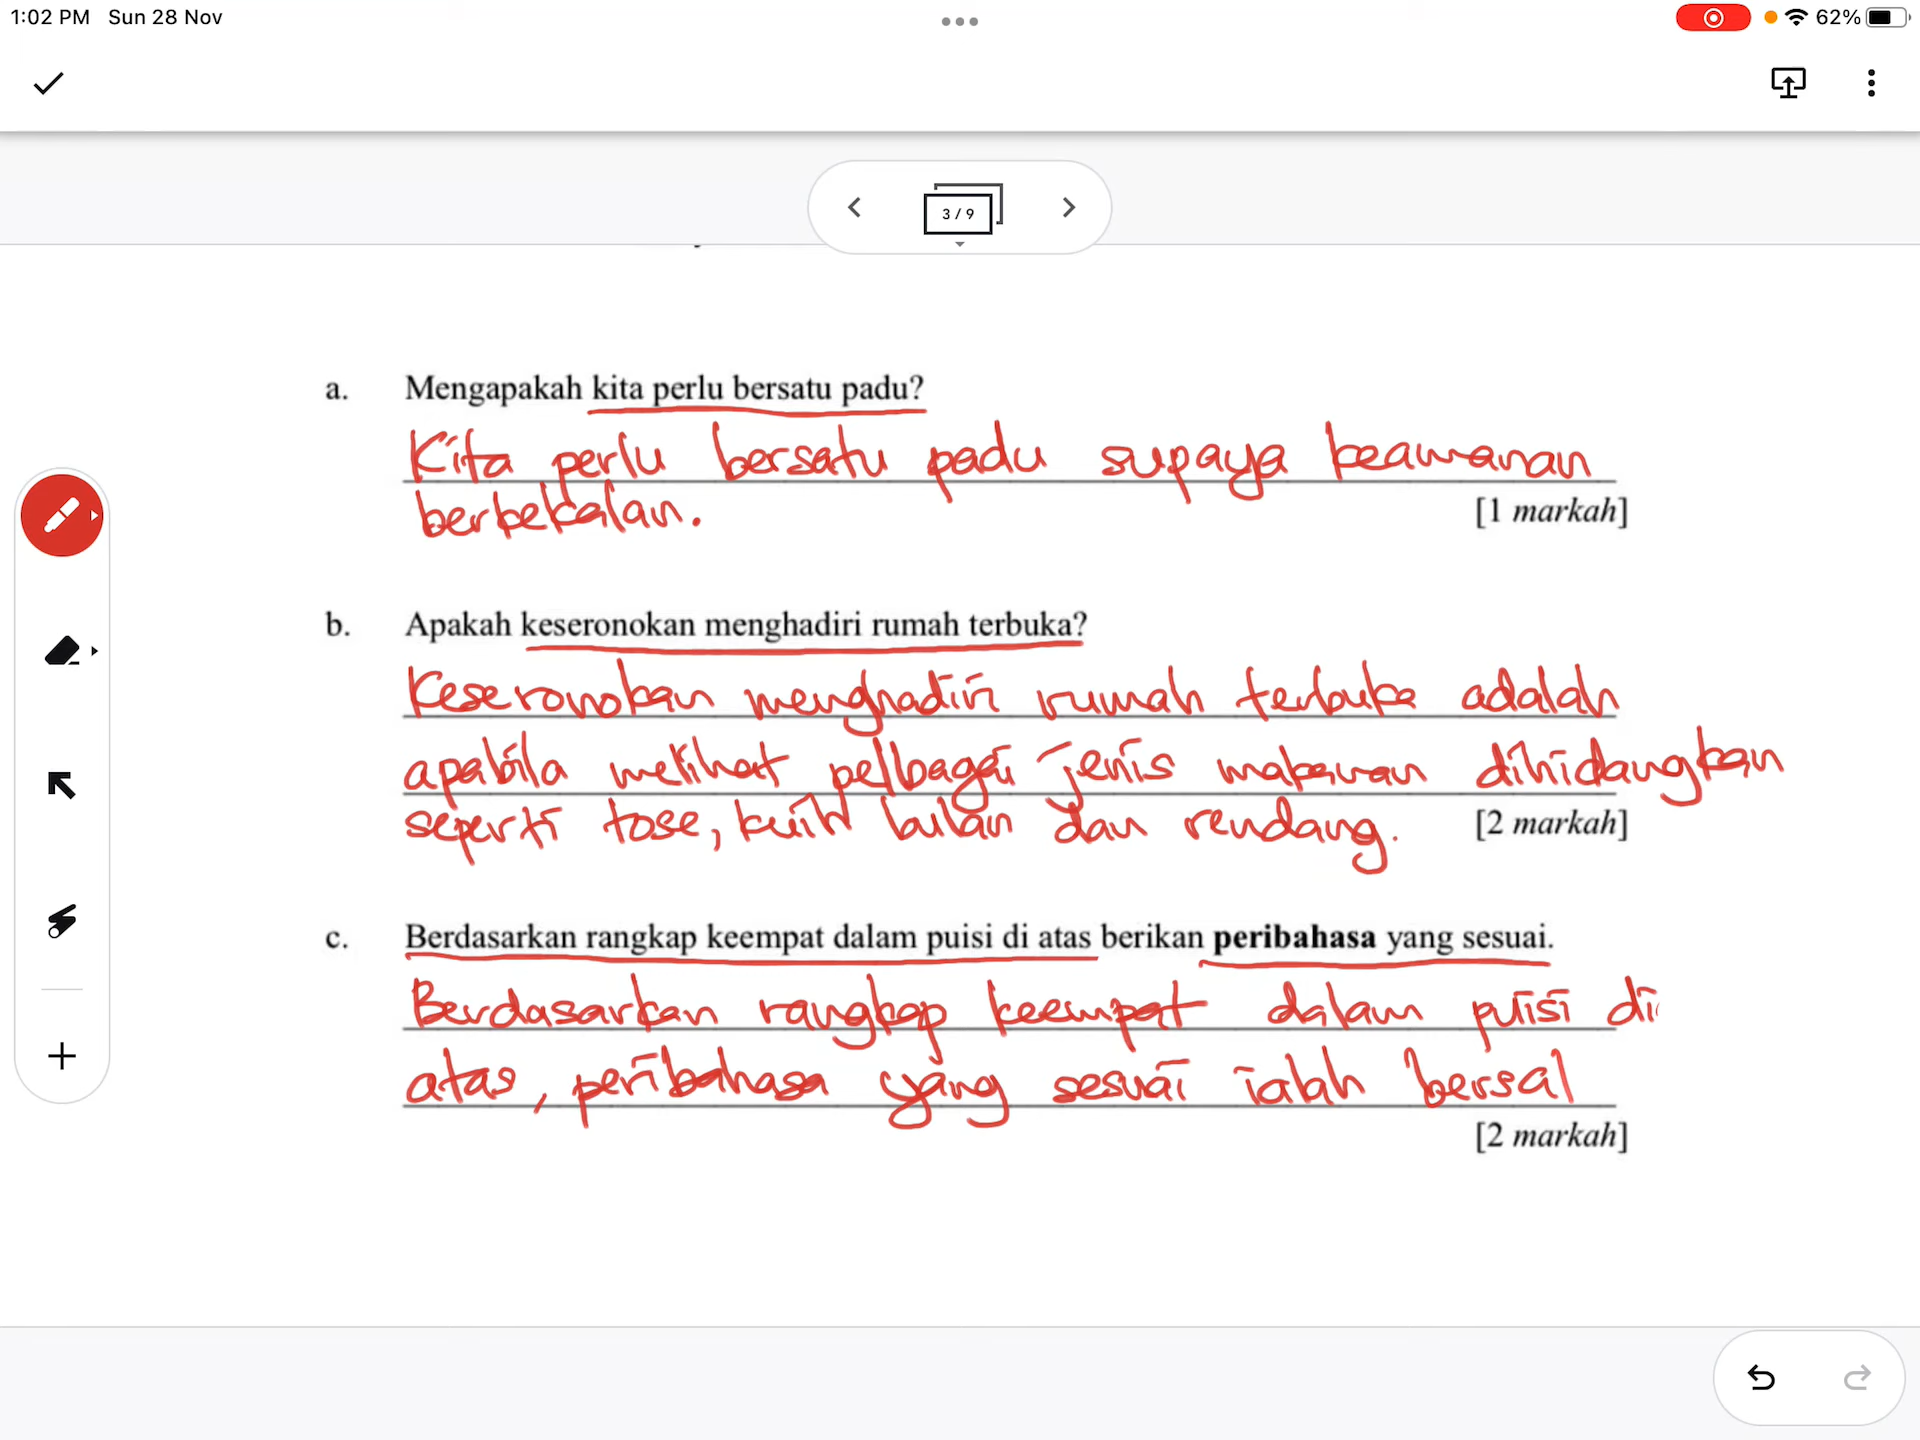 1:02 PM Sun 28 Nov
62%
3 / 9
a. Mengapakah kita perlu bersatu padu?
Kita perlu bersatu padu supaya keamanan
berkekalan.
[1 markah]
b. Apakah keseronokan menghadiri rumah terbuka?
Keseronokan menghadiri rumah terbuka adalah
apabila melihat pelbagai jenis makanan dihidangkan
seperti tose, kuih bulan dan rendang.
[2 markah]
c. Berdasarkan rangkap keempat dalam puisi di atas berikan peribahasa yang sesuai.
Berdasarkan rangkap keempat dalam puisi di
atas, peribahasa yang sesuai ialah bersal
[2 markah]